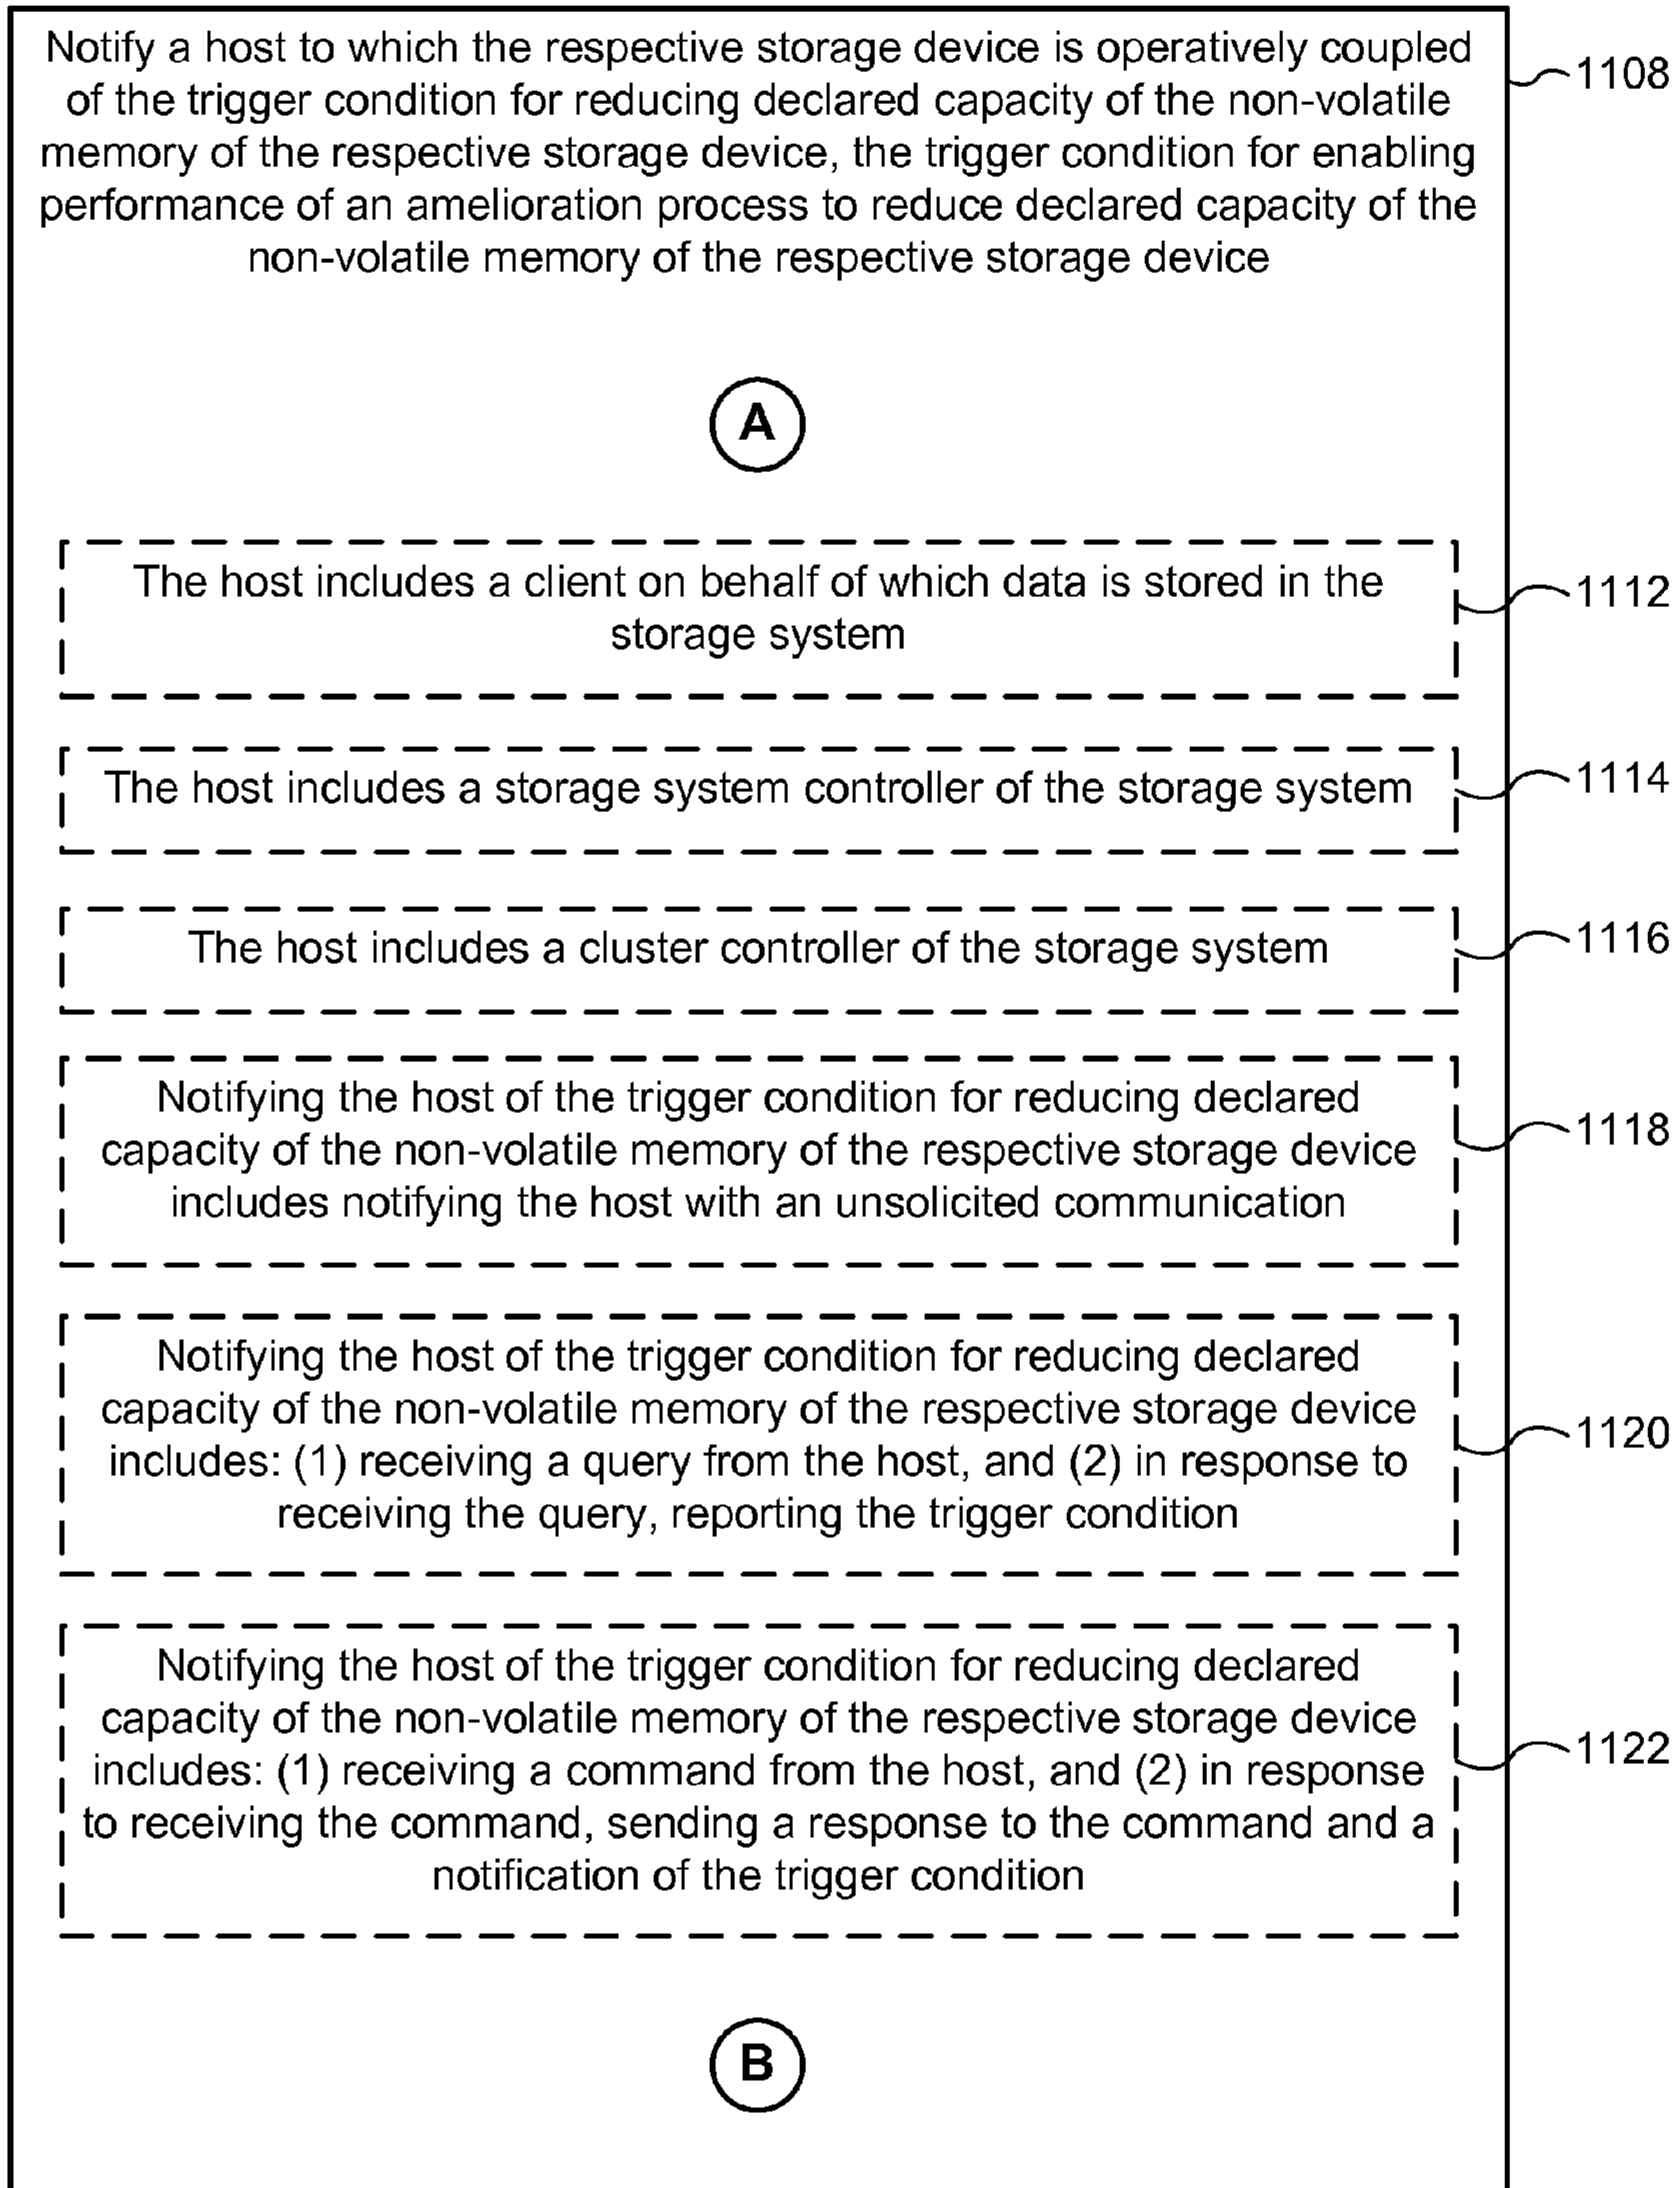 Notify a host to which the respective storage device is operatively coupled
of the trigger condition for reducing declared capacity of the non-volatile
memory of the respective storage device, the trigger condition for enabling
performance of an amelioration process to reduce declared capacity of the
non-volatile memory of the respective storage device
1108
A
The host includes a client on behalf of which data is stored in the
storage system
1112
The host includes a storage system controller of the storage system
1114
The host includes a cluster controller of the storage system
1116
Notifying the host of the trigger condition for reducing declared
capacity of the non-volatile memory of the respective storage device
includes notifying the host with an unsolicited communication
1118
Notifying the host of the trigger condition for reducing declared
capacity of the non-volatile memory of the respective storage device
includes: (1) receiving a query from the host, and (2) in response to
receiving the query, reporting the trigger condition
1120
Notifying the host of the trigger condition for reducing declared
capacity of the non-volatile memory of the respective storage device
includes: (1) receiving a command from the host, and (2) in response
to receiving the command, sending a response to the command and a
notification of the trigger condition
1122
B